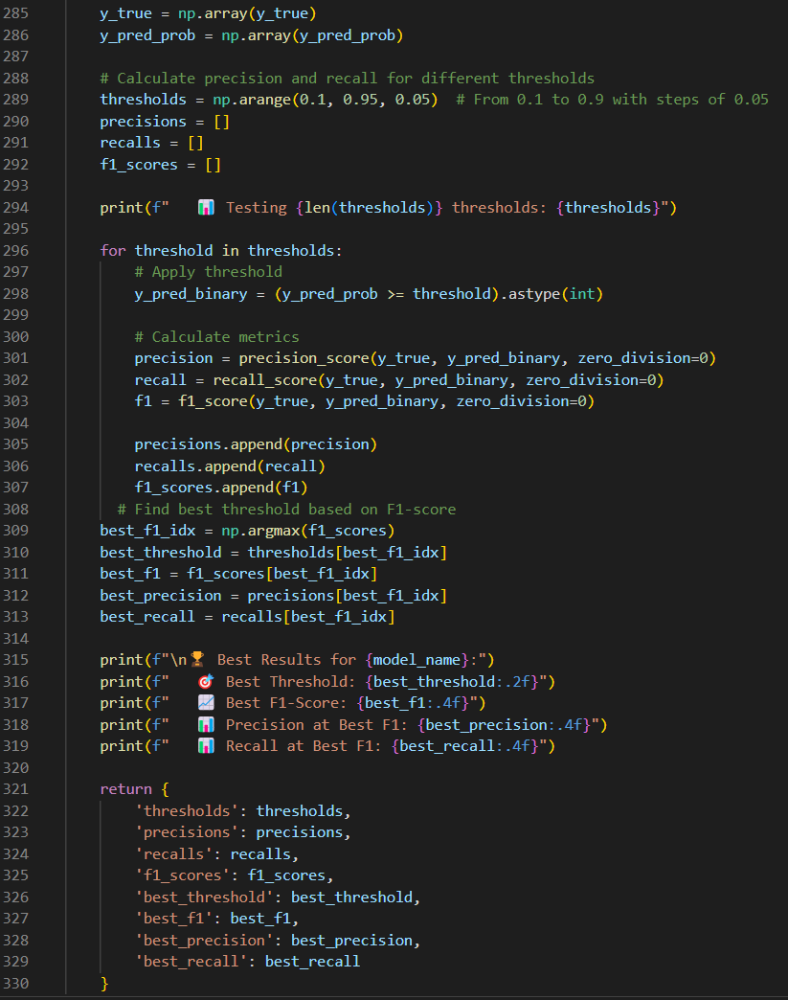 285 y_true = np.array(y_true)
286 y_pred_prob = np.array(y_pred_prob)
287
288 # Calculate precision and recall for different thresholds
289 thresholds = np.arange(0.1, 0.95, 0.05)  # From 0.1 to 0.9 with steps of 0.05
290 precisions = []
291 recalls = []
292 f1_scores = []
293
294 print(f"   📊 Testing {len(thresholds)} thresholds: {thresholds}")
295
296 for threshold in thresholds:
297     # Apply threshold
298     y_pred_binary = (y_pred_prob >= threshold).astype(int)
299
300     # Calculate metrics
301     precision = precision_score(y_true, y_pred_binary, zero_division=0)
302     recall = recall_score(y_true, y_pred_binary, zero_division=0)
303     f1 = f1_score(y_true, y_pred_binary, zero_division=0)
304
305     precisions.append(precision)
306     recalls.append(recall)
307     f1_scores.append(f1)
308   # Find best threshold based on F1-score
309 best_f1_idx = np.argmax(f1_scores)
310 best_threshold = thresholds[best_f1_idx]
311 best_f1 = f1_scores[best_f1_idx]
312 best_precision = precisions[best_f1_idx]
313 best_recall = recalls[best_f1_idx]
314
315 print(f"\n🏆 Best Results for {model_name}:")
316 print(f"   🎯 Best Threshold: {best_threshold:.2f}")
317 print(f"   📈 Best F1-Score: {best_f1:.4f}")
318 print(f"   📊 Precision at Best F1: {best_precision:.4f}")
319 print(f"   📊 Recall at Best F1: {best_recall:.4f}")
320
321 return {
322     'thresholds': thresholds,
323     'precisions': precisions,
324     'recalls': recalls,
325     'f1_scores': f1_scores,
326     'best_threshold': best_threshold,
327     'best_f1': best_f1,
328     'best_precision': best_precision,
329     'best_recall': best_recall
330 }